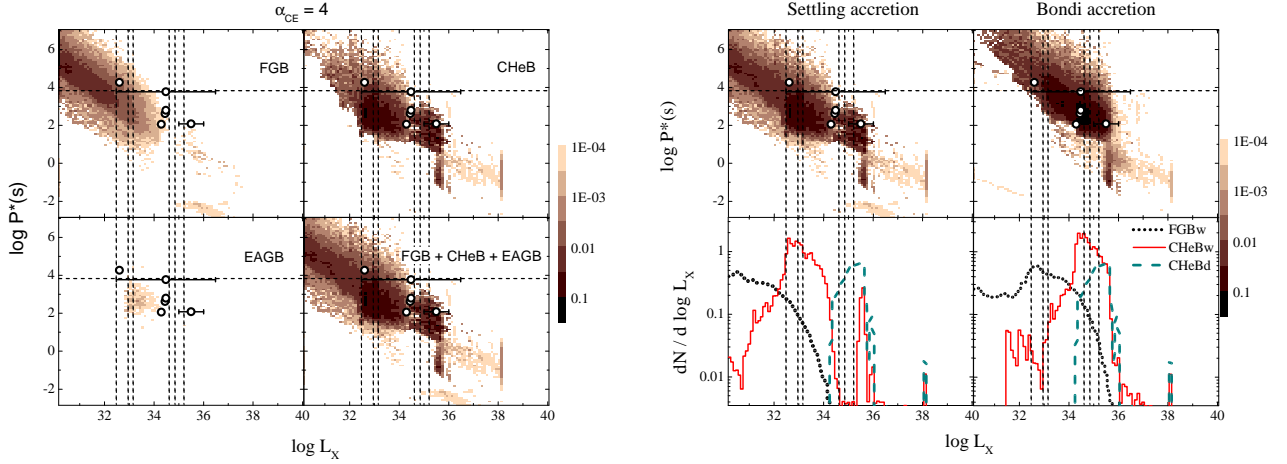 α_CE = 4
FGB
CHeB
EAGB
FGB + CHeB + EAGB
log P*(s)
6
4
2
0
-2
6
4
2
0
-2
32
34
36
38
40
32
34
36
38
40
log L_X
1E-04
1E-03
0.01
0.1
Settling accretion
Bondi accretion
log P*(s)
6
4
2
0
-2
1E-04
1E-03
0.01
0.1
FGBw
CHeBw
CHeBd
dN / d log L_X
1
0.1
0.01
32
34
36
38
40
32
34
36
38
40
log L_X